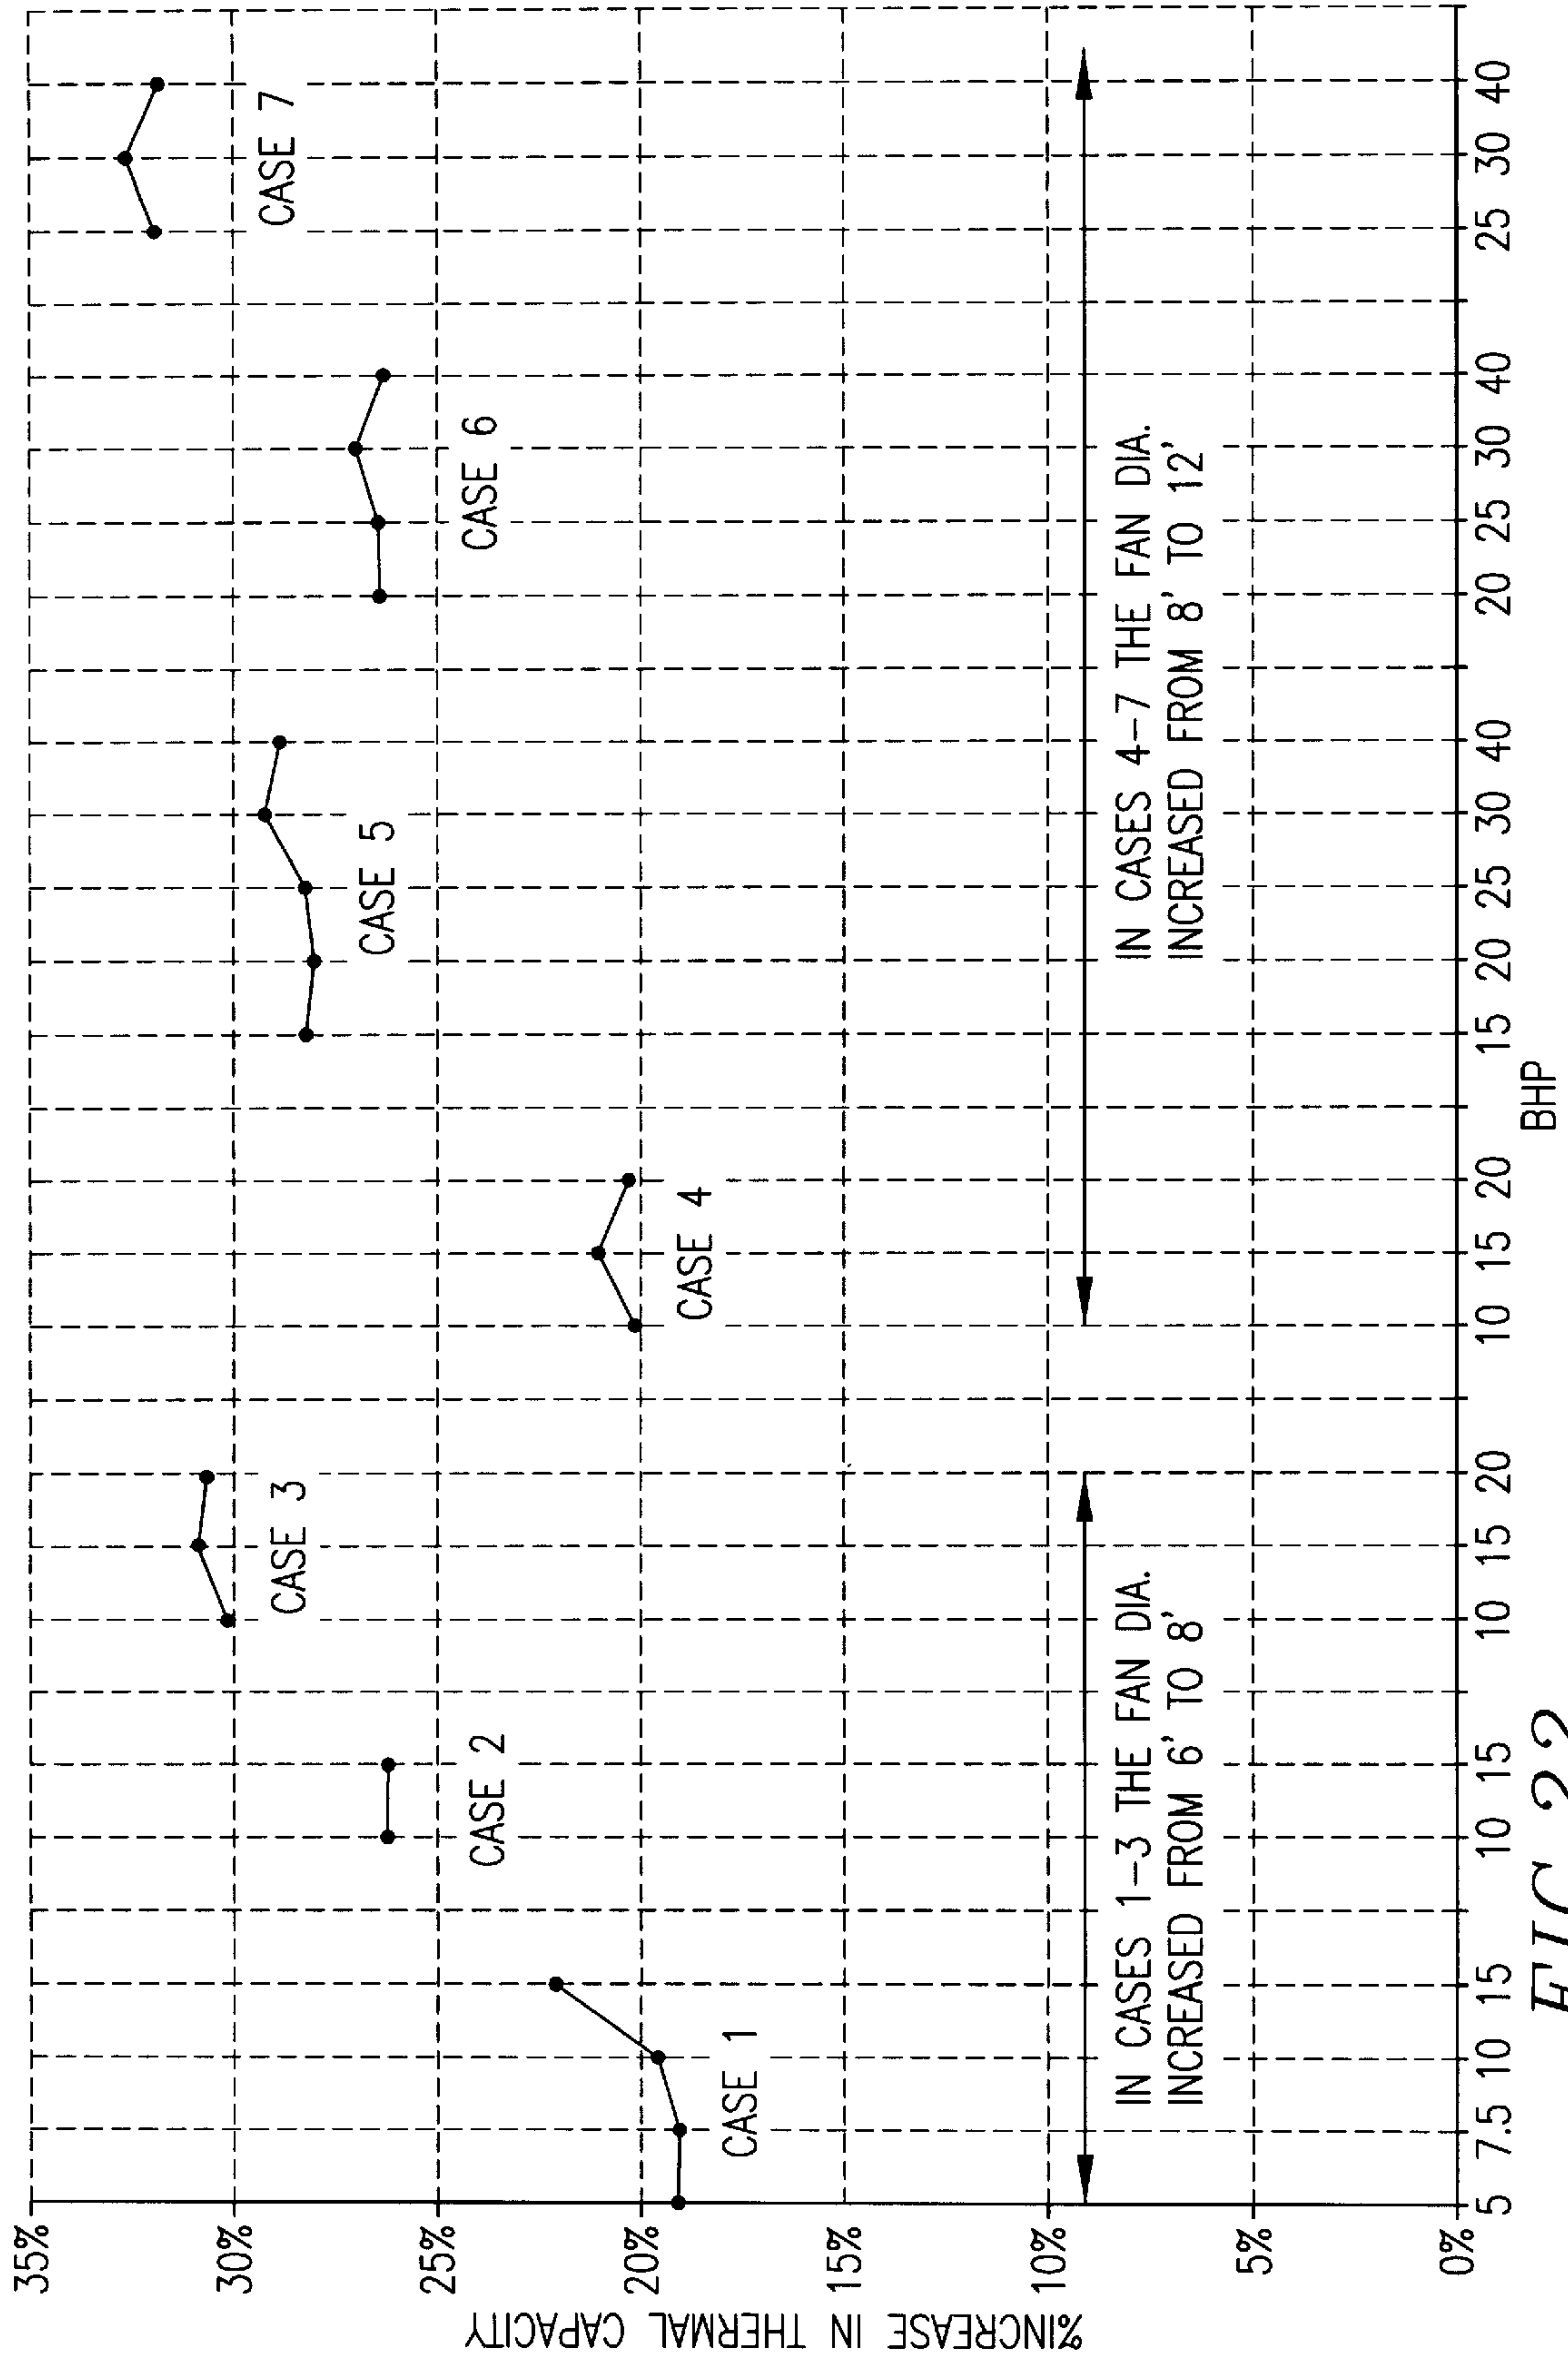 35%
30%
25%
20%
15%
10%
5%
0%
%INCREASE IN THERMAL CAPACITY
CASE 1
CASE 2
CASE 3
CASE 4
CASE 5
CASE 6
CASE 7
IN CASES 1-3 THE FAN DIA.
INCREASED FROM 6' TO 8'
IN CASES 4-7 THE FAN DIA.
INCREASED FROM 8' TO 12'
5 7.5 10 15 10 15 10 15 20 10 15 20 15 20 25 30 40 20 25 30 40 25 30 40
BHP
FIG. 22